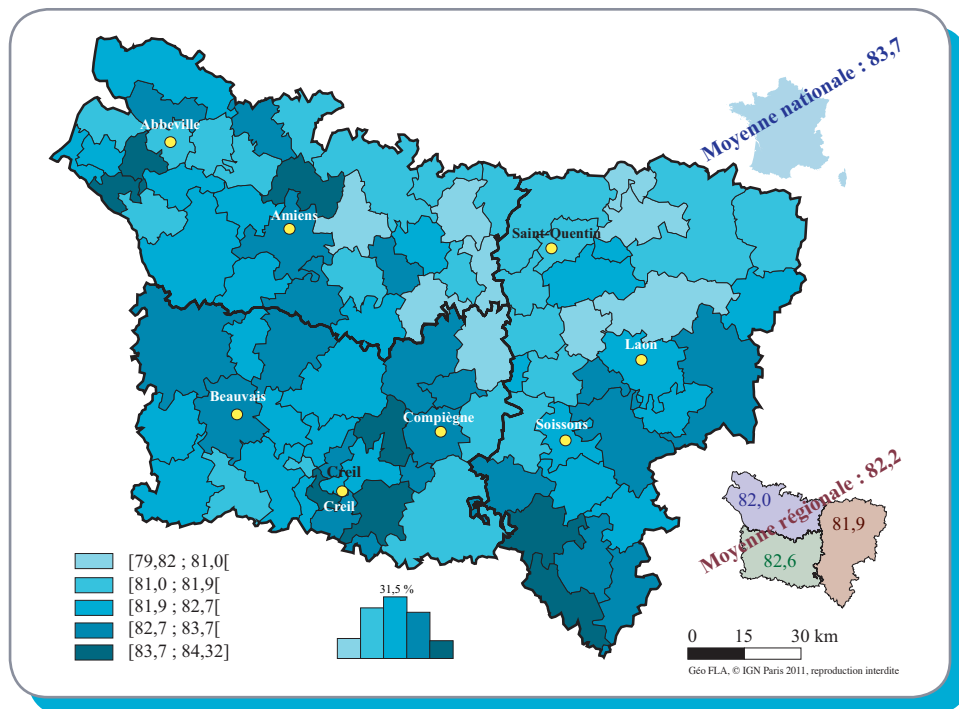 Moyenne nationale : 83,7
Abbeville
Amiens
Saint-Quentin
Laon
Beauvais
Compiègne
Soissons
Creil
Creil
Moyenne régionale : 82,2
82,0
81,9
82,6
[79,82 ; 81,0[
[81,0 ; 81,9[
[81,9 ; 82,7[
[82,7 ; 83,7[
[83,7 ; 84,32]
31,5 %
0 15 30 km
Géo FLA, © IGN Paris 2011, reproduction interdite